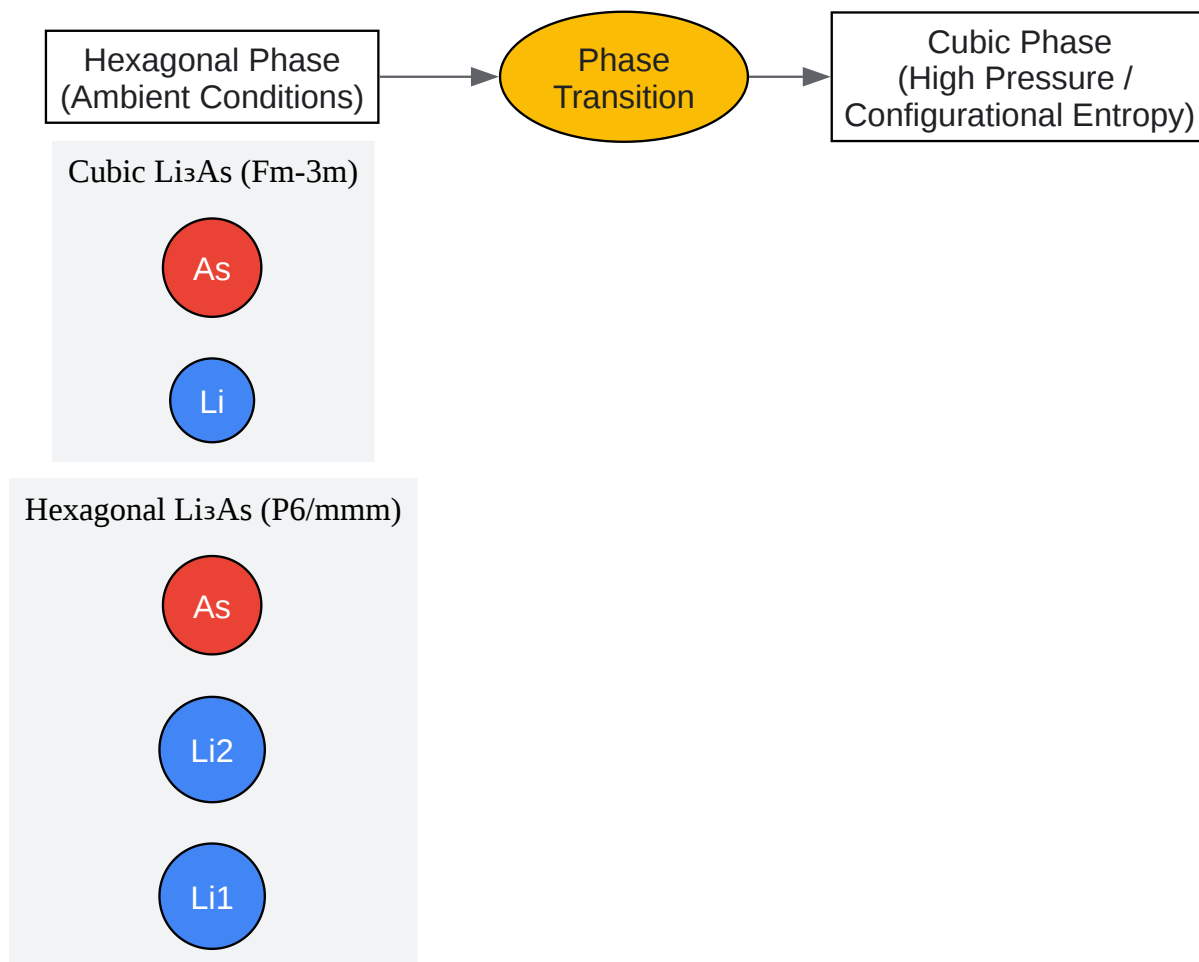 Hexagonal Phase
(Ambient Conditions)
Phase
Transition
Cubic Phase
(High Pressure /
Configurational Entropy)
Cubic Li₃As (Fm-3m)
As
Li
Hexagonal Li₃As (P6/mmm)
As
Li2
Li1